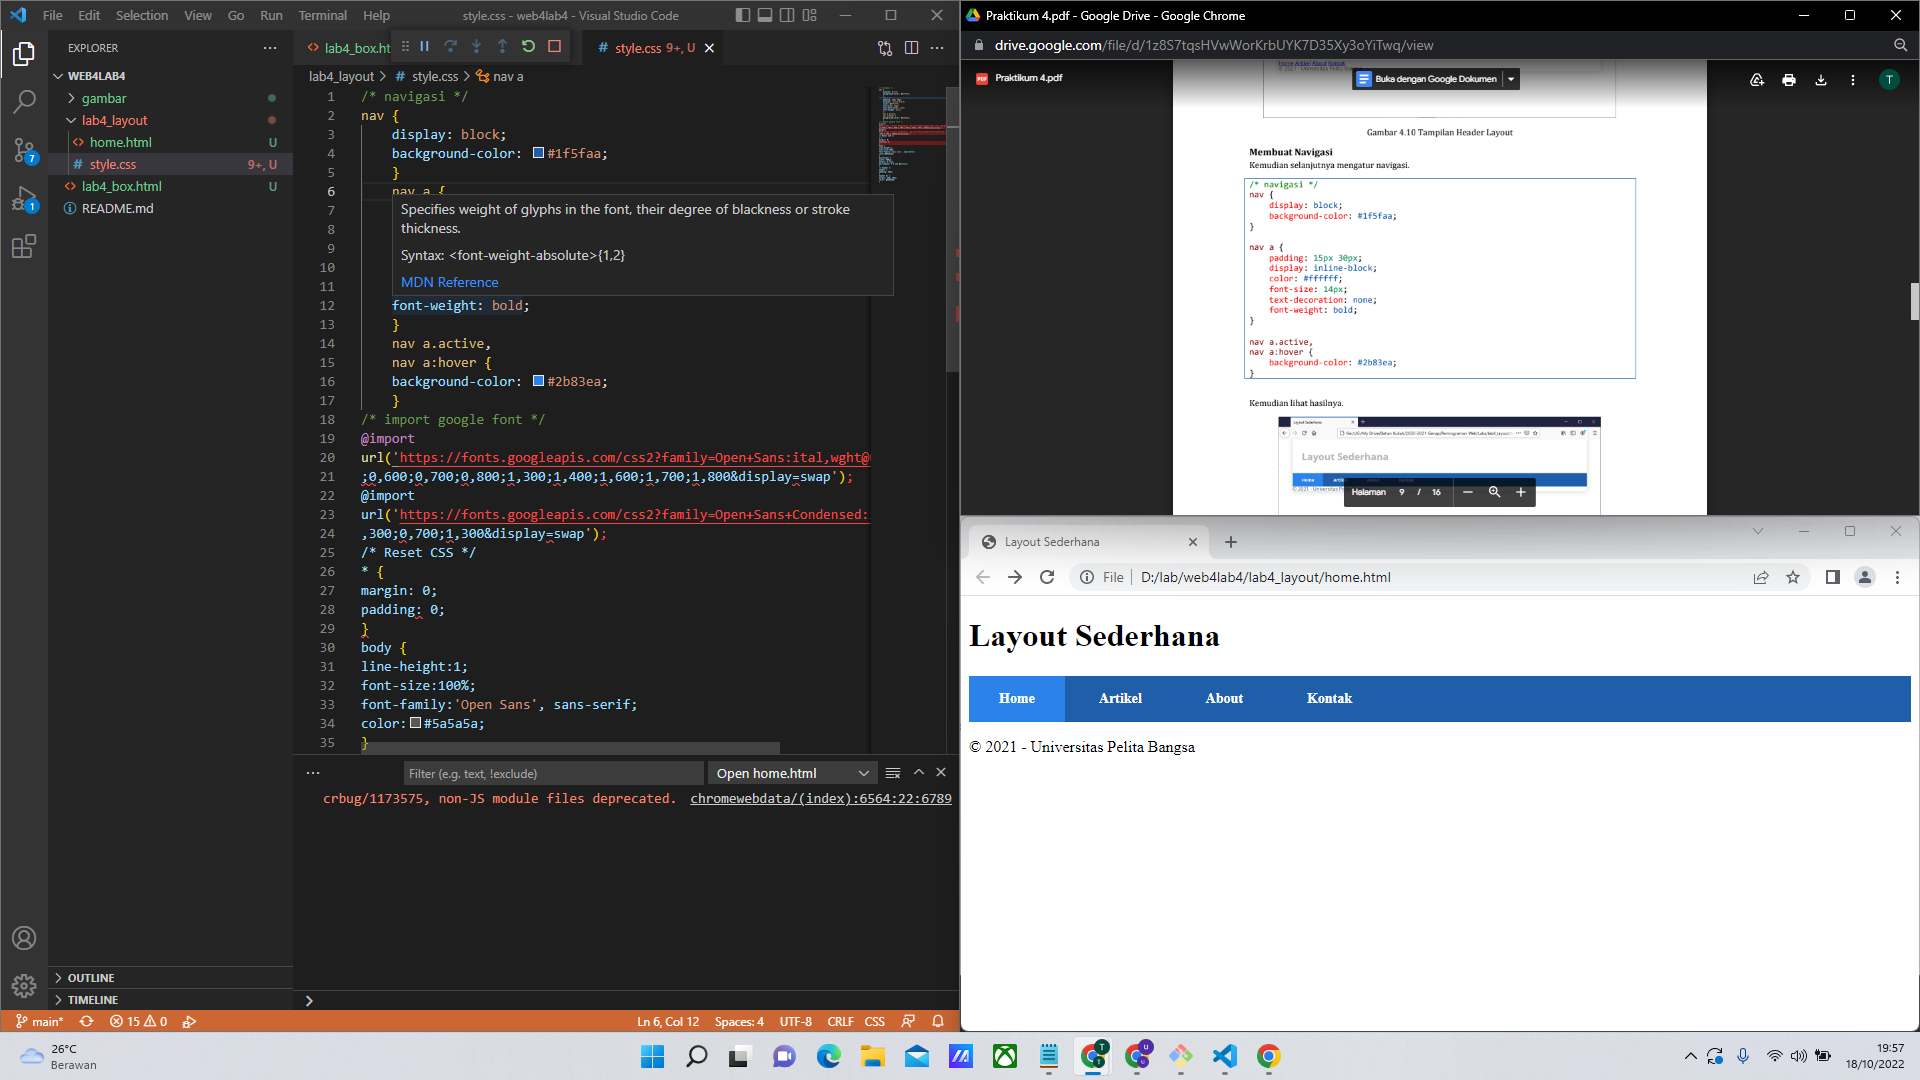 File Edit Selection View Go Run Terminal Help
style.css - web4lab4 - Visual Studio Code
EXPLORER
WEB4LAB4
gambar
lab4_layout
home.html U
style.css 9+, U
lab4_box.html U
README.md
OUTLINE
TIMELINE
lab4_box.ht
style.css 9+, U
lab4_layout > style.css > nav a
1 /* navigasi */
2 nav {
3 display: block;
4 background-color: #1f5faa;
5 }
6 nav a {
7
8
9
10
11
Specifies weight of glyphs in the font, their degree of blackness or stroke
thickness.
Syntax: <font-weight-absolute>{1,2}
MDN Reference
12 font-weight: bold;
13 }
14 nav a.active,
15 nav a:hover {
16 background-color: #2b83ea;
17 }
18 /* import google font */
19 @import
20 url('https://fonts.googleapis.com/css2?family=Open+Sans:ital,wght@
21 ;0,600;0,700;0,800;1,300;1,400;1,600;1,700;1,800&display=swap');
22 @import
23 url('https://fonts.googleapis.com/css2?family=Open+Sans+Condensed:
24 ,300;0,700;1,300&display=swap');
25 /* Reset CSS */
26 * {
27 margin: 0;
28 padding: 0;
29 }
30 body {
31 line-height:1;
32 font-size:100%;
33 font-family:'Open Sans', sans-serif;
34 color:#5a5a5a;
35 }
Filter (e.g. text, !exclude)
Open home.html
crbug/1173575, non-JS module files deprecated. chromewebdata/(index):6564:22:6789
main* 15 0
Ln 6, Col 12 Spaces: 4 UTF-8 CRLF CSS
7
1
Praktikum 4.pdf - Google Drive - Google Chrome
drive.google.com/file/d/1z8S7tqsHVwWorKrbUYK7D35Xy3oYiTwq/view
PDF Praktikum 4.pdf
Buka dengan Google Dokumen
T
Gambar 4.10 Tampilan Header Layout
Membuat Navigasi
Kemudian selanjutnya mengatur navigasi.
/* navigasi */
nav {
display: block;
background-color: #1f5faa;
}
nav a {
padding: 15px 30px;
display: inline-block;
color: #ffffff;
font-size: 14px;
text-decoration: none;
font-weight: bold;
}
nav a.active,
nav a:hover {
background-color: #2b83ea;
}
Kemudian lihat hasilnya.
Layout Sederhana
Layout Sederhana
Home
Halaman 9 / 16
Layout Sederhana
File D:/lab/web4lab4/lab4_layout/home.html
Layout Sederhana
Home Artikel About Kontak
© 2021 - Universitas Pelita Bangsa
26°C
Berawan
19:57
18/10/2022